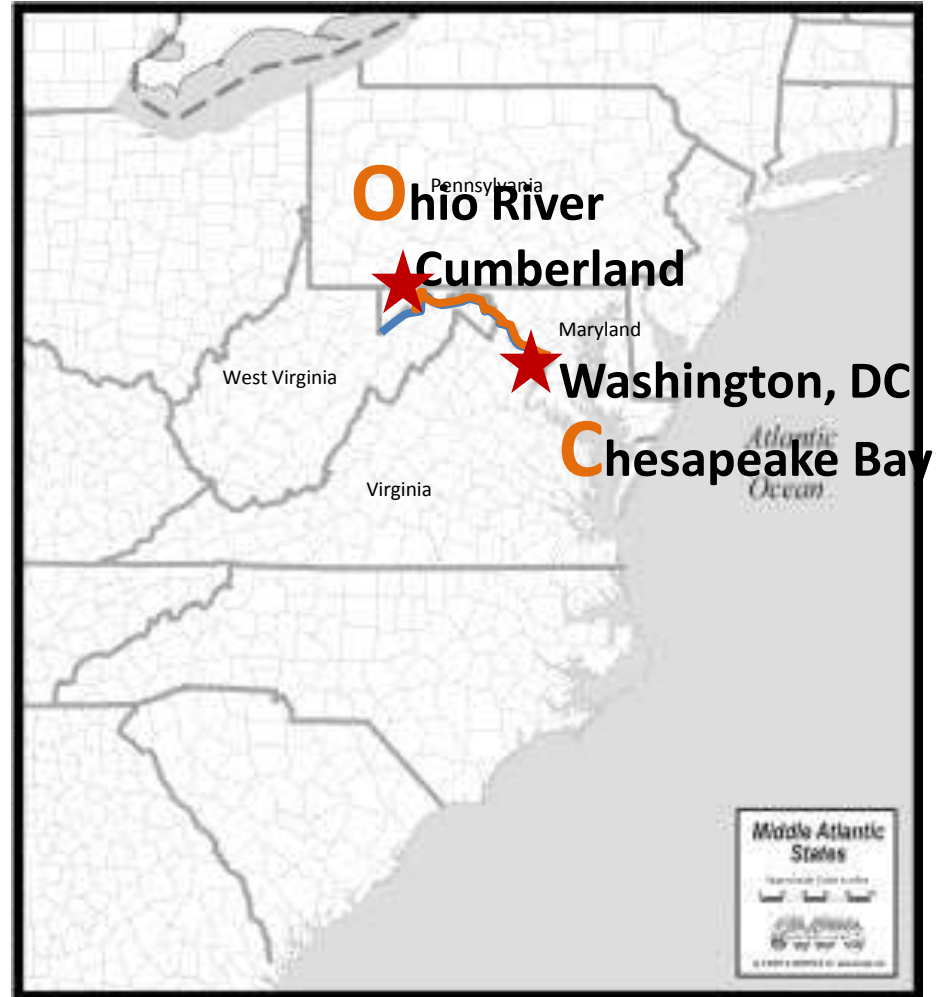 Pennsylvania
Ohio River
Cumberland
Maryland
West Virginia
Washington, DC
Atlantic
Chesapeake Bay
Ocean
Virginia
Middle Atlantic
States